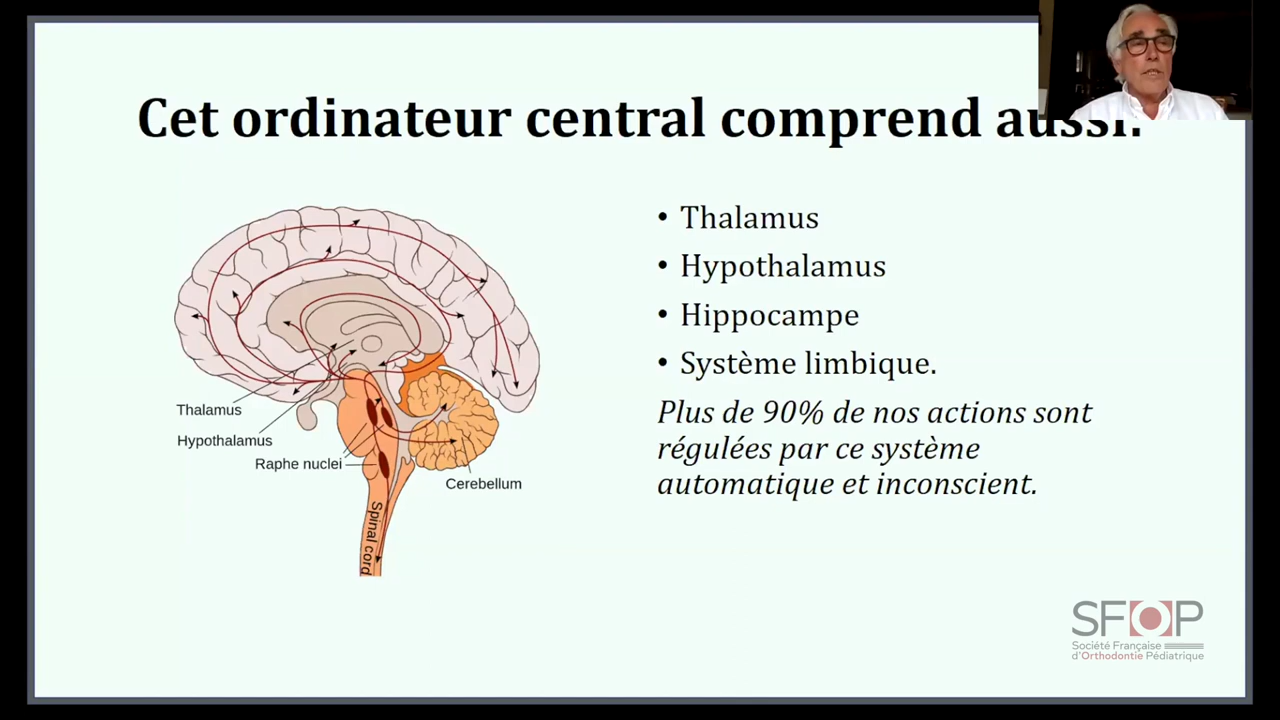 Cet ordinateur central comprend aussi:
• Thalamus
• Hypothalamus
• Hippocampe
• Système limbique.
Plus de 90% de nos actions sont
régulées par ce système
automatique et inconscient.
Thalamus
Hypothalamus
Raphe nuclei
Cerebellum
Spinal cord
SFOP
Société Française
d'Orthodontie Pédiatrique